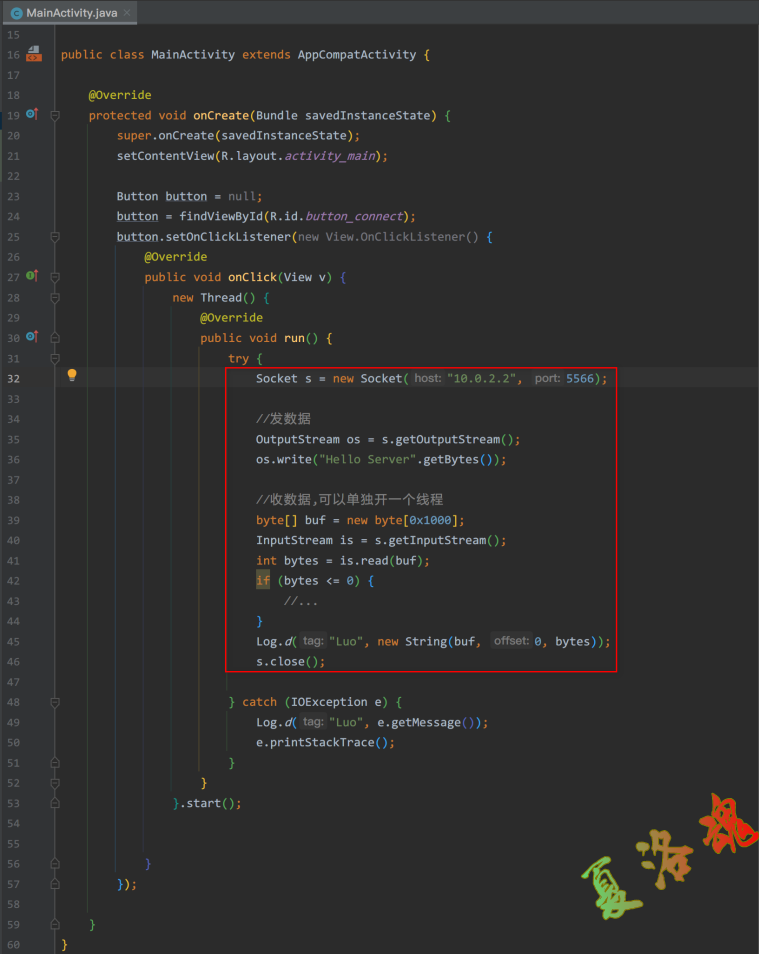 MainActivity.java
15
16 public class MainActivity extends AppCompatActivity {
17
18 @Override
19 protected void onCreate(Bundle savedInstanceState) {
20 super.onCreate(savedInstanceState);
21 setContentView(R.layout.activity_main);
22
23 Button button = null;
24 button = findViewById(R.id.button_connect);
25 button.setOnClickListener(new View.OnClickListener() {
26 @Override
27 public void onClick(View v) {
28 new Thread() {
29 @Override
30 public void run() {
31 try {
32 Socket s = new Socket( host: "10.0.2.2", port: 5566);
33
34 //发数据
35 OutputStream os = s.getOutputStream();
36 os.write("Hello Server".getBytes());
37
38 //收数据,可以单独开一个线程
39 byte[] buf = new byte[0x1000];
40 InputStream is = s.getInputStream();
41 int bytes = is.read(buf);
42 if (bytes <= 0) {
43 //...
44 }
45 Log.d( tag: "Luo", new String(buf, offset: 0, bytes));
46 s.close();
47
48 } catch (IOException e) {
49 Log.d( tag: "Luo", e.getMessage());
50 e.printStackTrace();
51 }
52 }
53 }.start();
54
55
56 }
57 });
58
59 }
60 }
夏洛魂